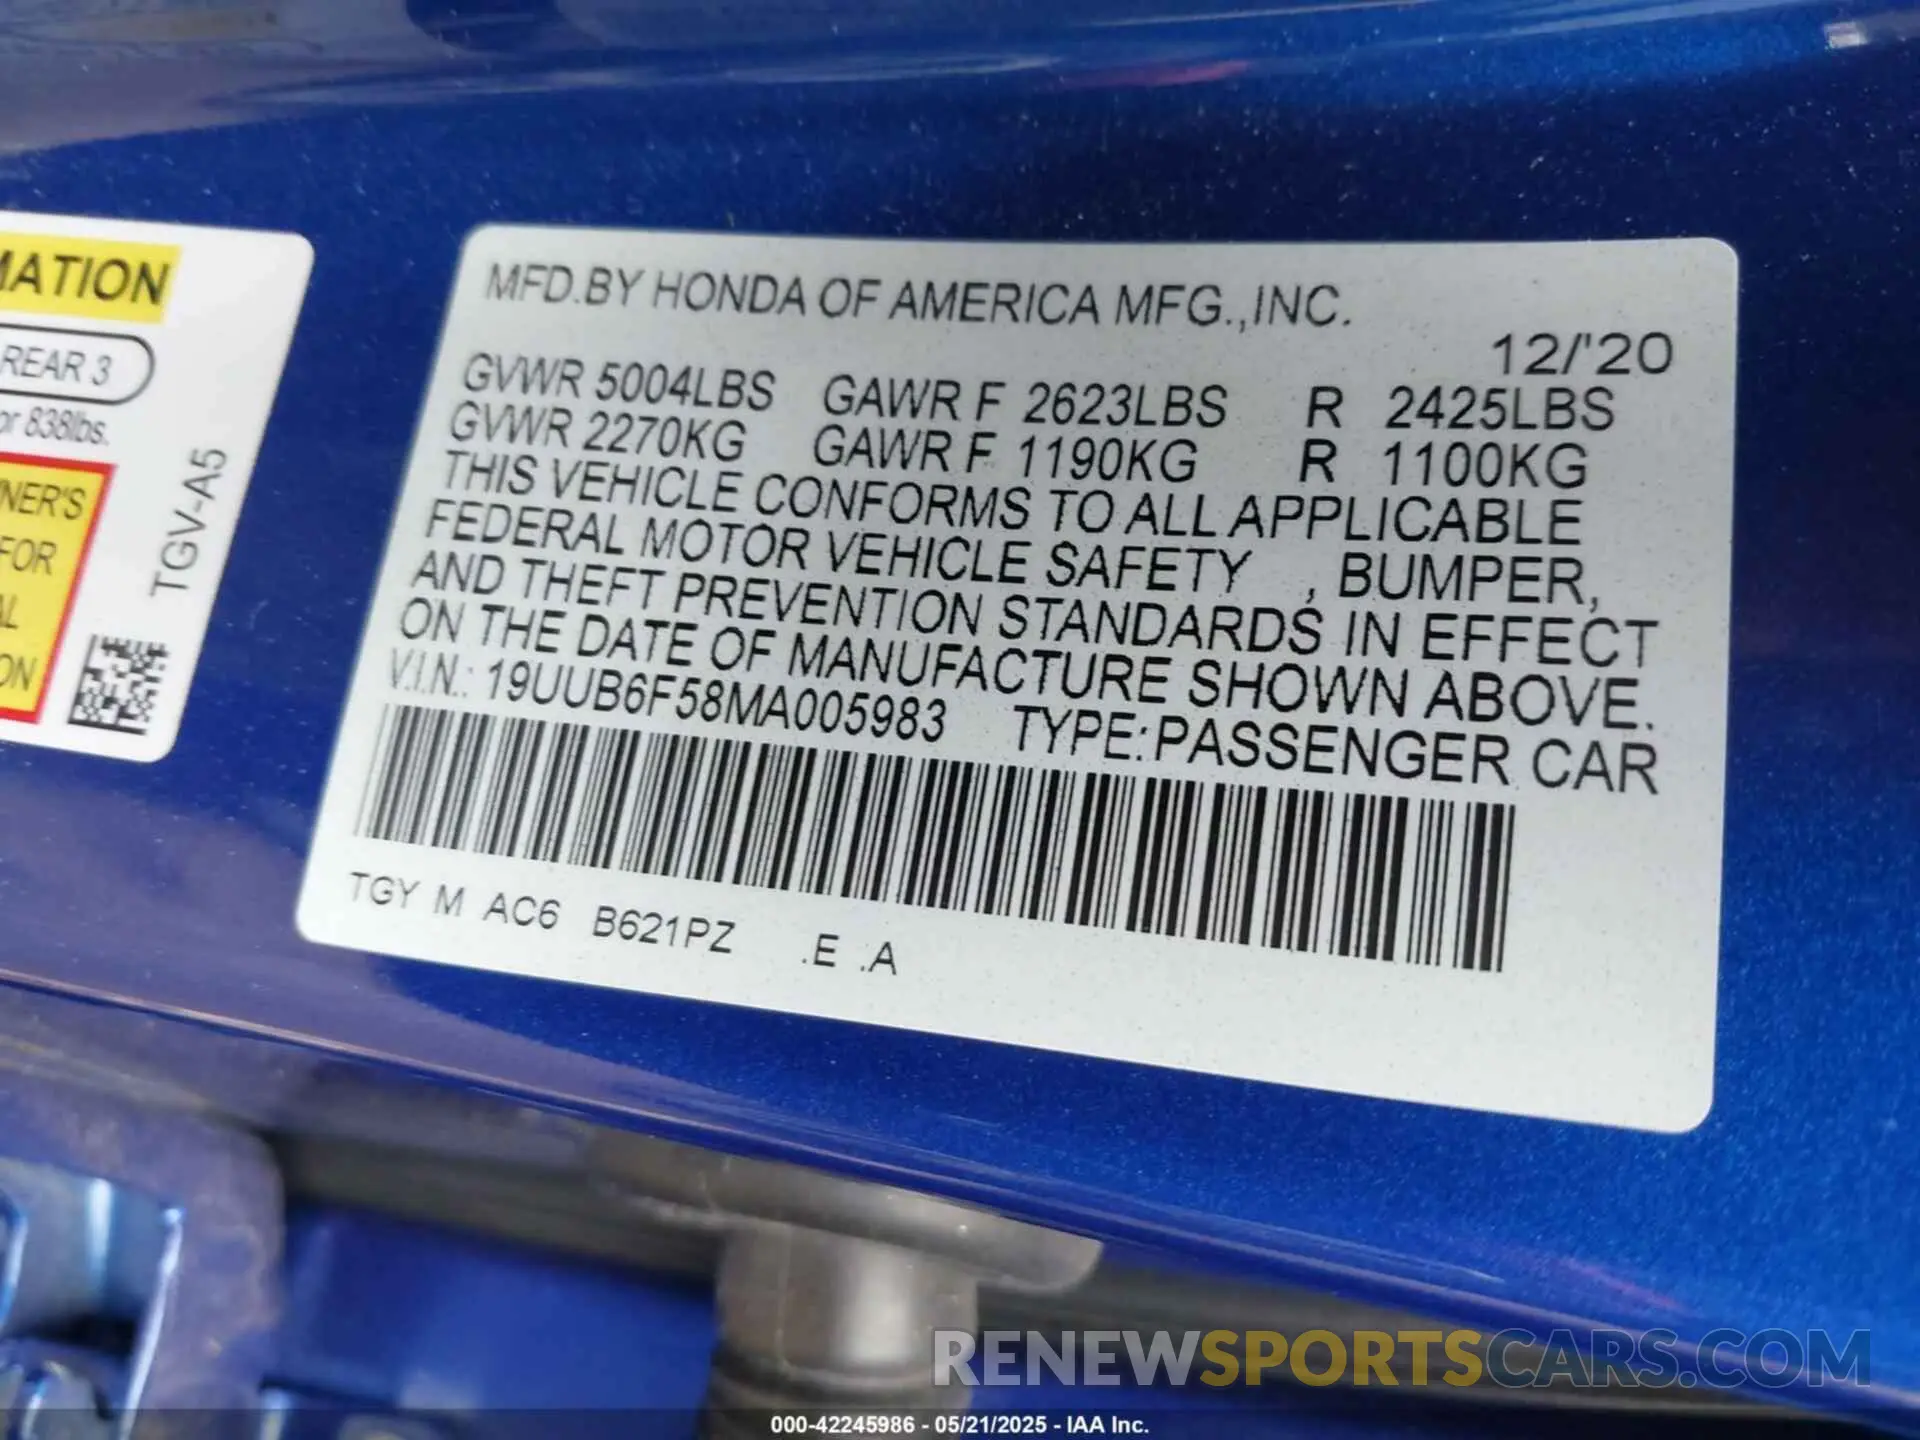 MATION
REAR 3
or 838lbs.
NER'S
FOR
AL
ON
TGV-A5
MFD.BY HONDA OF AMERICA MFG.,INC.
12/'20
GVWR 5004LBS GAWR F 2623LBS R 2425LBS
GVWR 2270KG GAWR F 1190KG R 1100KG
THIS VEHICLE CONFORMS TO ALL APPLICABLE
FEDERAL MOTOR VEHICLE SAFETY , BUMPER,
AND THEFT PREVENTION STANDARDS IN EFFECT
ON THE DATE OF MANUFACTURE SHOWN ABOVE.
V.I.N.: 19UUB6F58MA005983 TYPE:PASSENGER CAR
TGY M AC6 B621PZ .E .A
RENEWSPORTSCARS.COM
000-42245986 - 05/21/2025 - IAA Inc.